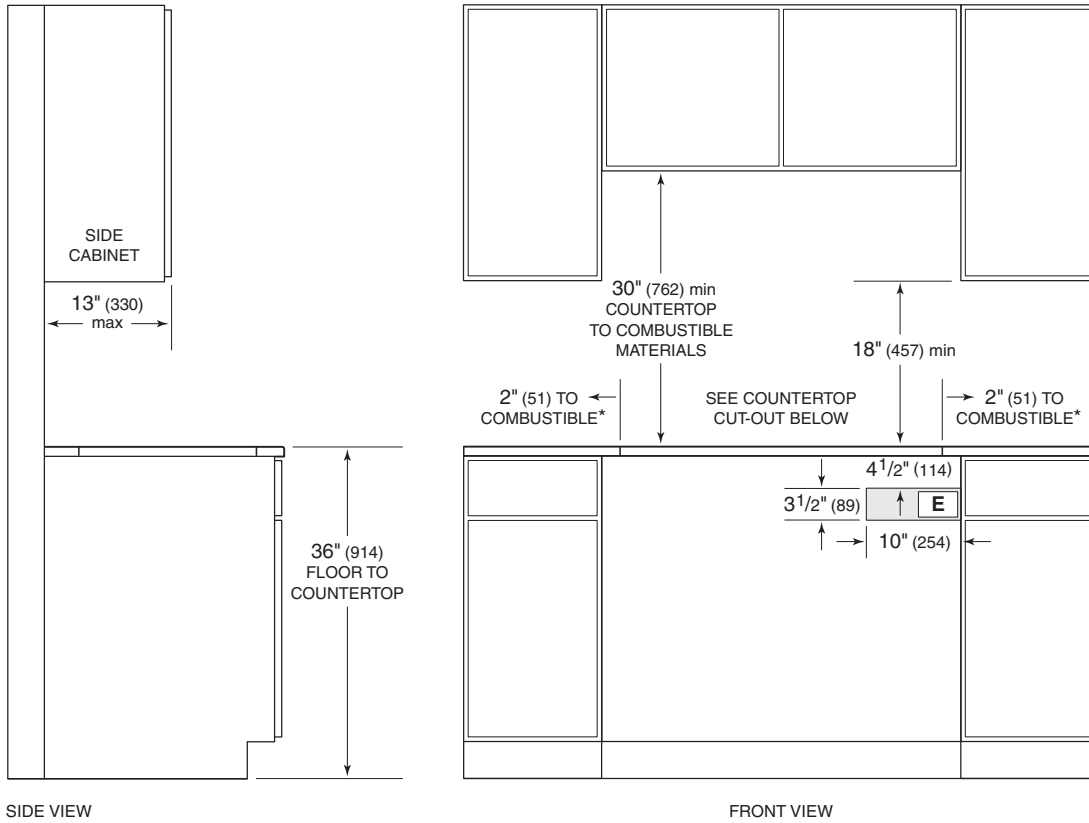 SIDE
CABINET
13" (330)
max
36" (914)
FLOOR TO
COUNTERTOP
SIDE VIEW
30" (762) min
COUNTERTOP
TO COMBUSTIBLE
MATERIALS
18" (457) min
2" (51) TO
COMBUSTIBLE*
SEE COUNTERTOP
CUT-OUT BELOW
2" (51) TO
COMBUSTIBLE*
4 1/2" (114)
3 1/2" (89)
E
10" (254)
FRONT VIEW